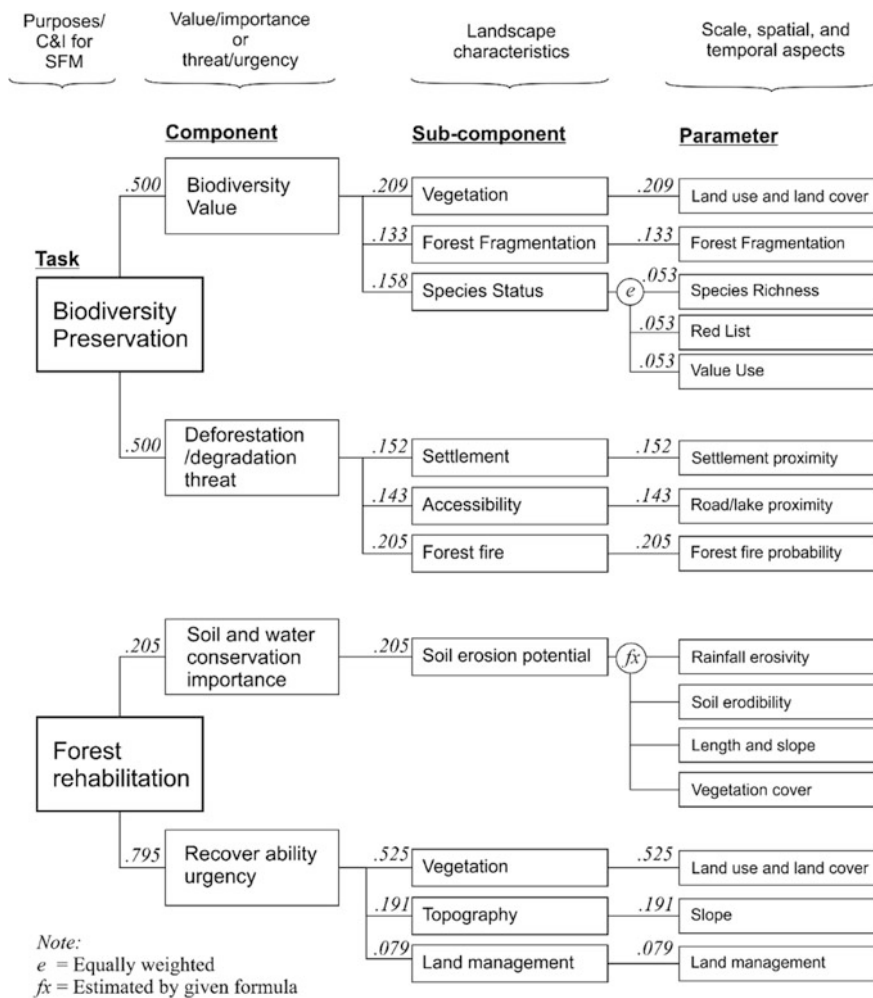 Purposes/
C&I for
SFM
Value/importance
or
threat/urgency
Landscape
characteristics
Scale, spatial, and
temporal aspects
Component
Sub-component
Parameter
Task
Biodiversity
Preservation
.500
Biodiversity
Value
.209
Vegetation
.209
Land use and land cover
.133
Forest Fragmentation
.133
Forest Fragmentation
.158
Species Status
e
.053
Species Richness
.053
Red List
.053
Value Use
.500
Deforestation
/degradation
threat
.152
Settlement
.152
Settlement proximity
.143
Accessibility
.143
Road/lake proximity
.205
Forest fire
.205
Forest fire probability
Forest
rehabilitation
.205
Soil and water
conservation
importance
.205
Soil erosion potential
fx
Rainfall erosivity
Soil erodibility
Length and slope
Vegetation cover
.795
Recover ability
urgency
.525
Vegetation
.525
Land use and land cover
.191
Topography
.191
Slope
.079
Land management
.079
Land management
Note:
e = Equally weighted
fx = Estimated by given formula